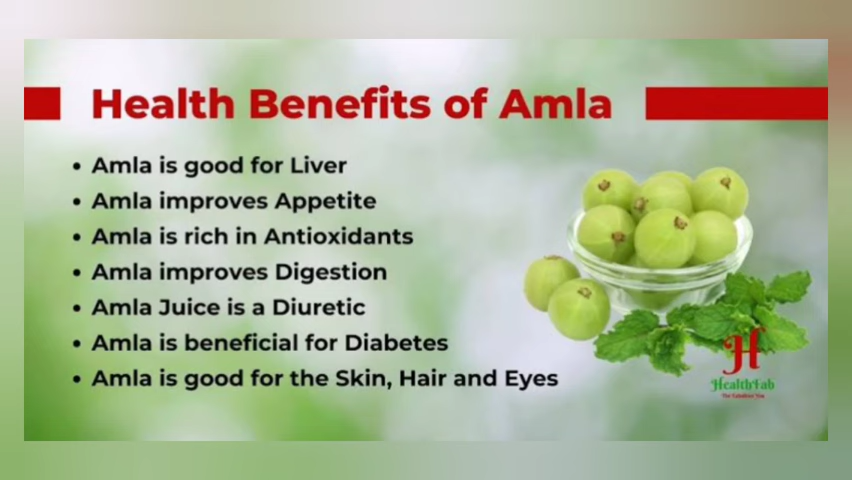 Health Benefits of Amla
• Amla is good for Liver
• Amla improves Appetite
• Amla is rich in Antioxidants
• Amla improves Digestion
• Amla Juice is a Diuretic
• Amla is beneficial for Diabetes
• Amla is good for the Skin, Hair and Eyes
H
HealthFab